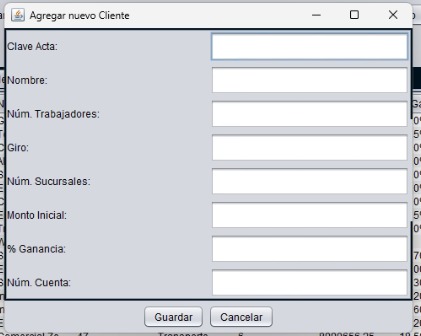 Agregar nuevo Cliente
Clave Acta:
Nombre:
Núm. Trabajadores:
Giro:
Núm. Sucursales:
Monto Inicial:
% Ganancia:
Núm. Cuenta:
Guardar Cancelar